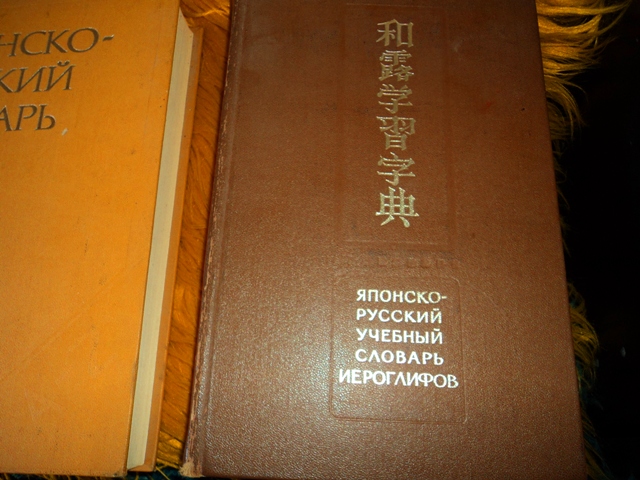 НСКО-
КИЙ
АРЬ
和露学習字典
ЯПОНСКО-
РУССКИЙ
УЧЕБНЫЙ
СЛОВАРЬ
ИЕРОГЛИФОВ